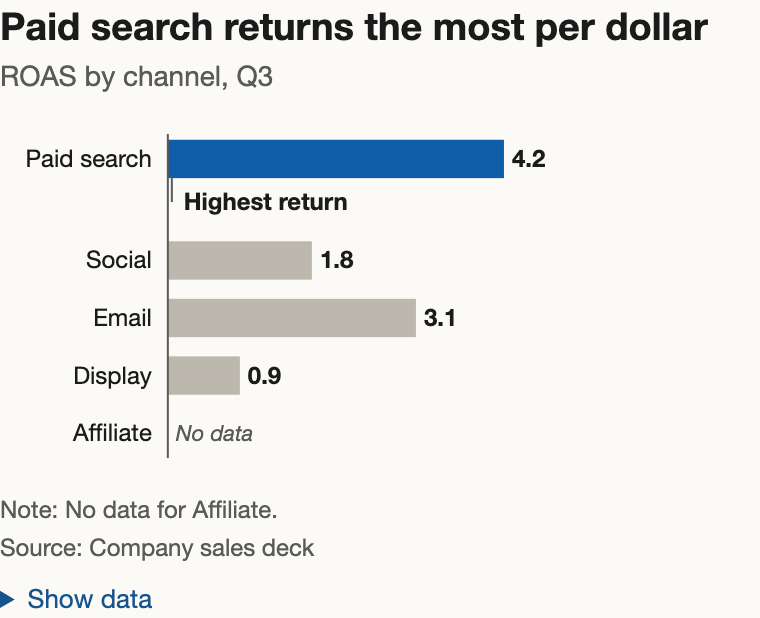 Paid search returns the most per dollar
ROAS by channel, Q3
Paid search 4.2
Highest return
Social 1.8
Email 3.1
Display 0.9
Affiliate No data
Note: No data for Affiliate.
Source: Company sales deck
Show data